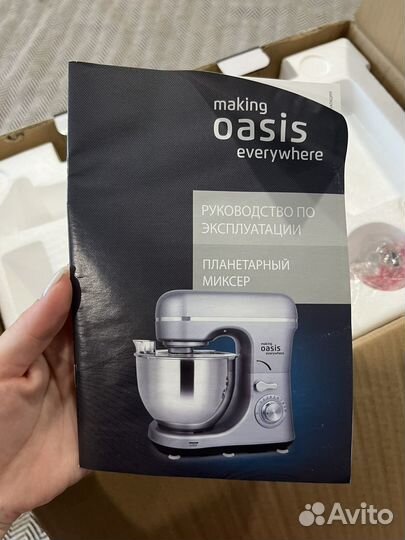 making
oasis
everywhere
РУКОВОДСТВО ПО
ЭКСПЛУАТАЦИИ
ПЛАНЕТАРНЫЙ
МИКСЕР
making
oasis
everywhere
Avito